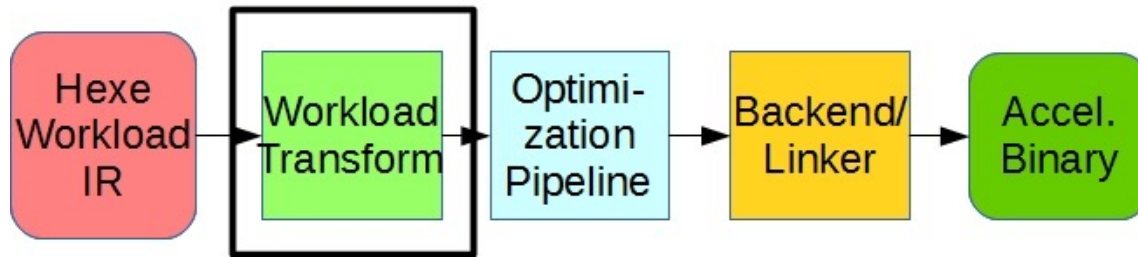 Hexe
Workload
IR
Workload
Transform
Optimi-
zation
Pipeline
Backend/
Linker
Accel.
Binary